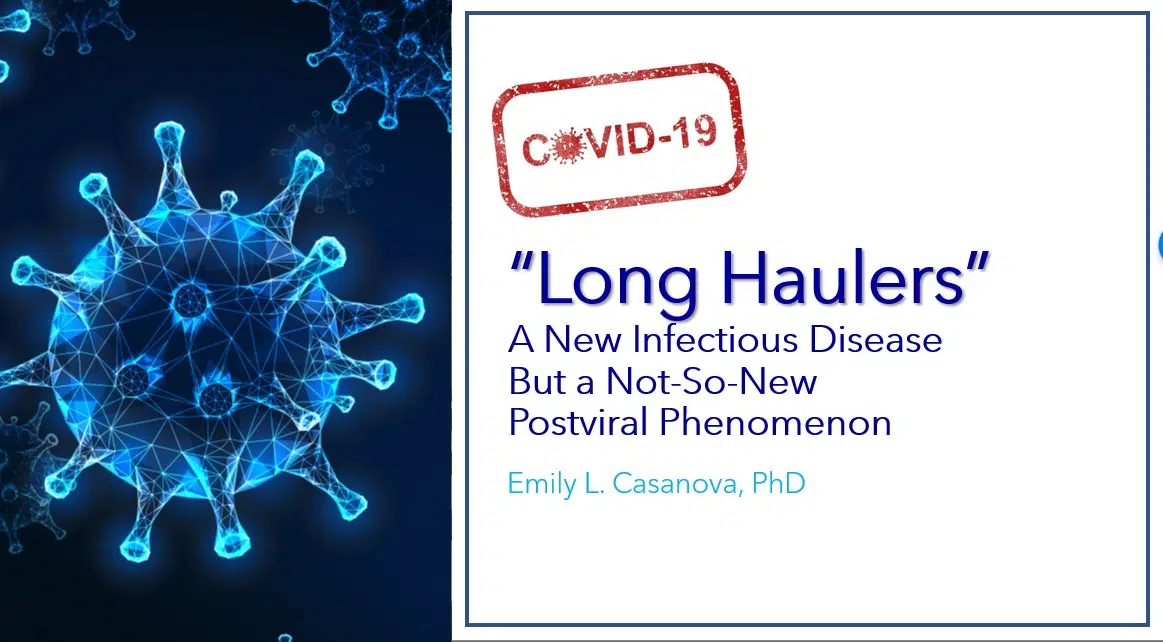 COVID-19
“Long Haulers”
A New Infectious Disease
But a Not-So-New
Postviral Phenomenon
Emily L. Casanova, PhD